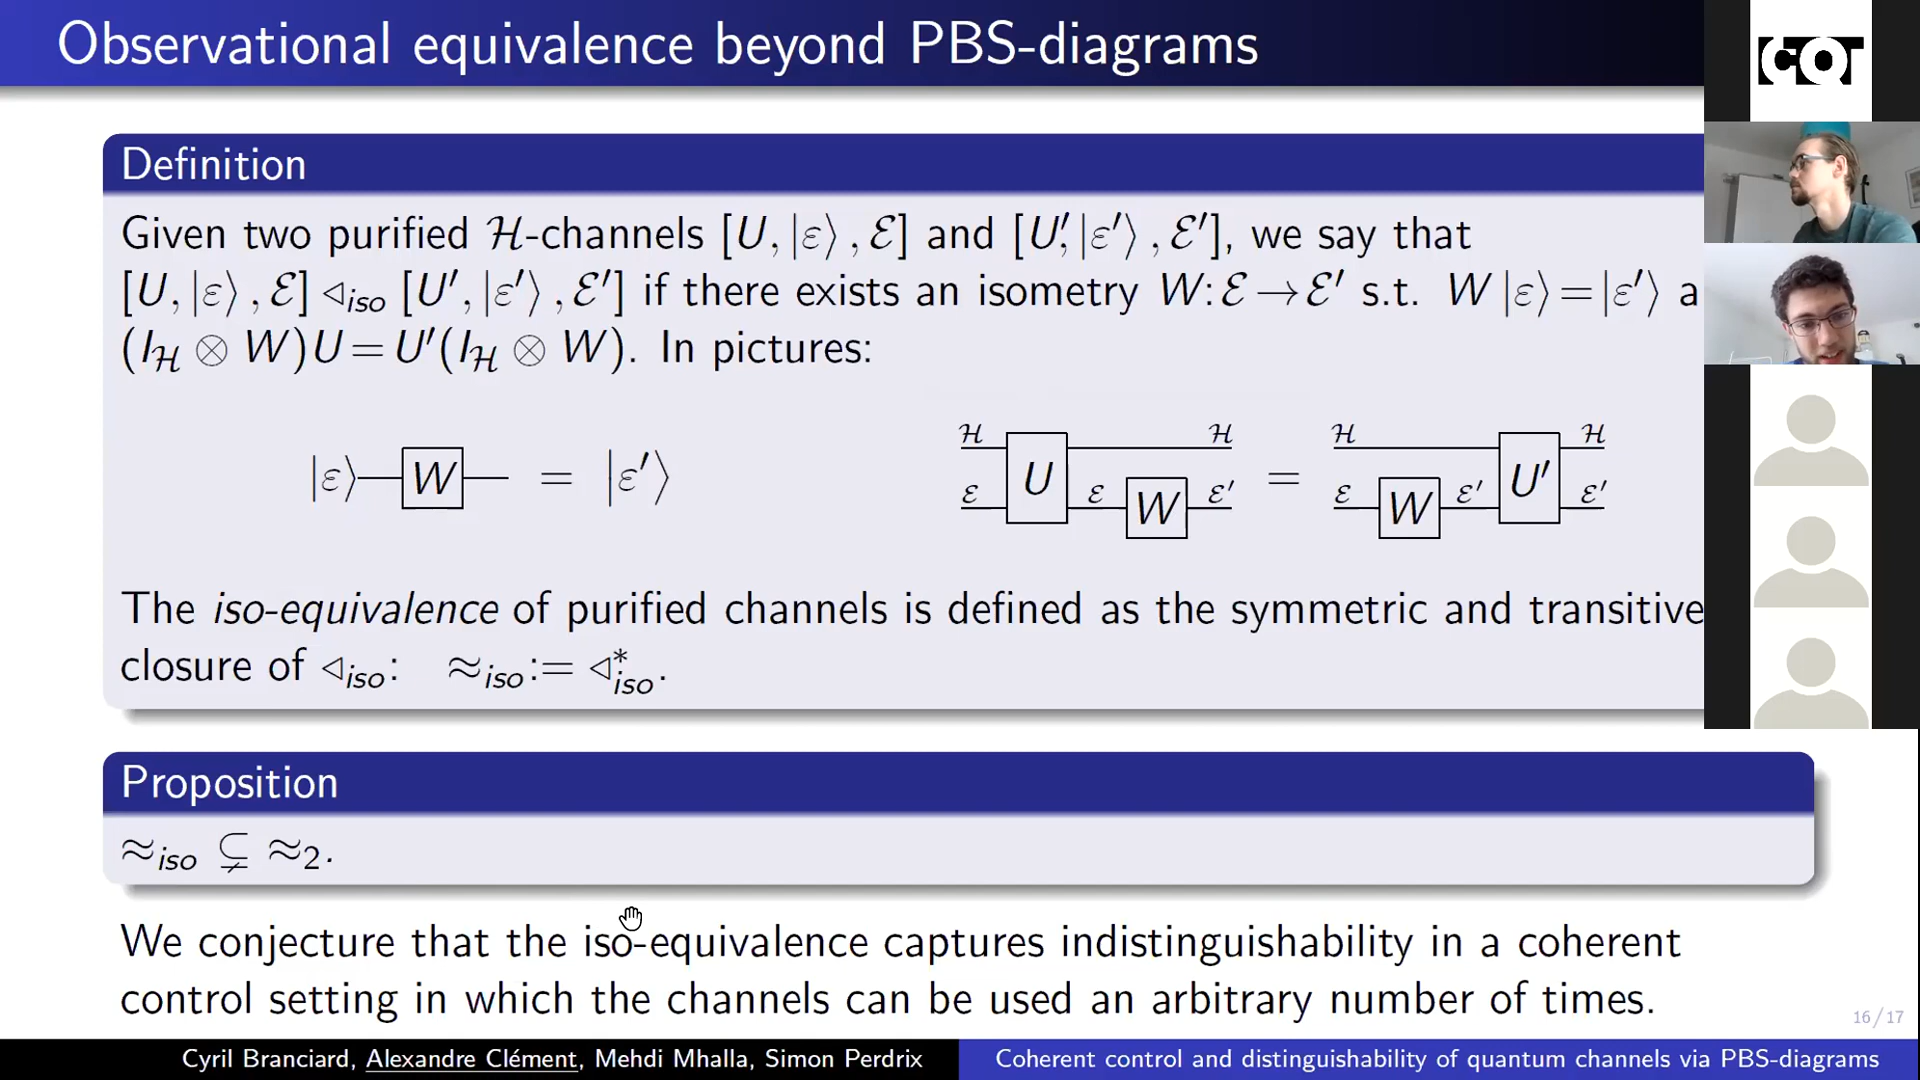 Observational equivalence beyond PBS-diagrams
CQT
Definition
Given two purified ℋ-channels [U, |ε⟩, ℰ] and [U′, |ε′⟩, ℰ′], we say that
[U, |ε⟩, ℰ] ◁iso [U′, |ε′⟩, ℰ′] if there exists an isometry W: ℰ → ℰ′ s.t. W |ε⟩ = |ε′⟩ a
(Iℋ ⊗ W)U = U′(Iℋ ⊗ W). In pictures:
|ε⟩ W = |ε′⟩
ℋ ℋ ℋ ℋ
U = U′
ℰ ℰ W ℰ′ ℰ W ℰ′ ℰ′
The iso-equivalence of purified channels is defined as the symmetric and transitive
closure of ◁iso: ≈iso := ◁*iso.
Proposition
≈iso ⊊ ≈2.
We conjecture that the iso-equivalence captures indistinguishability in a coherent
control setting in which the channels can be used an arbitrary number of times.
16/17
Cyril Branciard, Alexandre Clément, Mehdi Mhalla, Simon Perdrix
Coherent control and distinguishability of quantum channels via PBS-diagrams